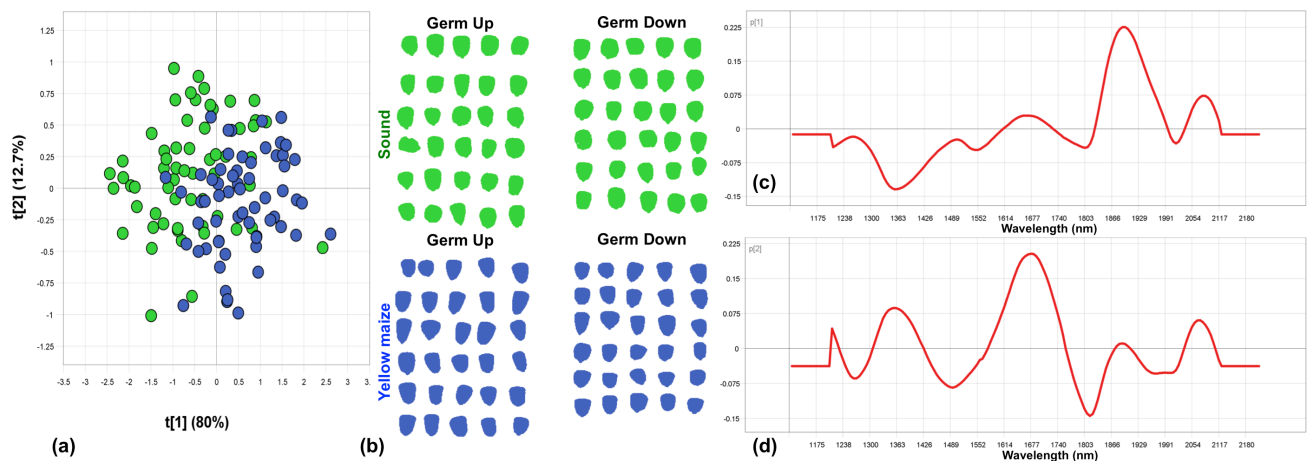 1.25
1
0.75
0.5
0.25
0
-0.25
-0.5
-0.75
-1
-1.25
t[2] (12.7%)
-3.5 -3 -2.5 -2 -1.5 -1 -0.5 0 0.5 1 1.5 2 2.5 3 3.
t[1] (80%)
(a)
Germ Up Germ Down
Sound
Germ Up Germ Down
Yellow maize
(b)
p[1]
0.225
0.15
0.075
0
-0.075
-0.15
1175 1238 1300 1363 1426 1489 1552 1614 1677 1740 1803 1866 1929 1991 2054 2117 2180
Wavelength (nm)
(c)
p[2]
0.225
0.15
0.075
0
-0.075
-0.15
1175 1238 1300 1363 1426 1489 1552 1614 1677 1740 1803 1866 1929 1991 2054 2117 2180
Wavelength (nm)
(d)